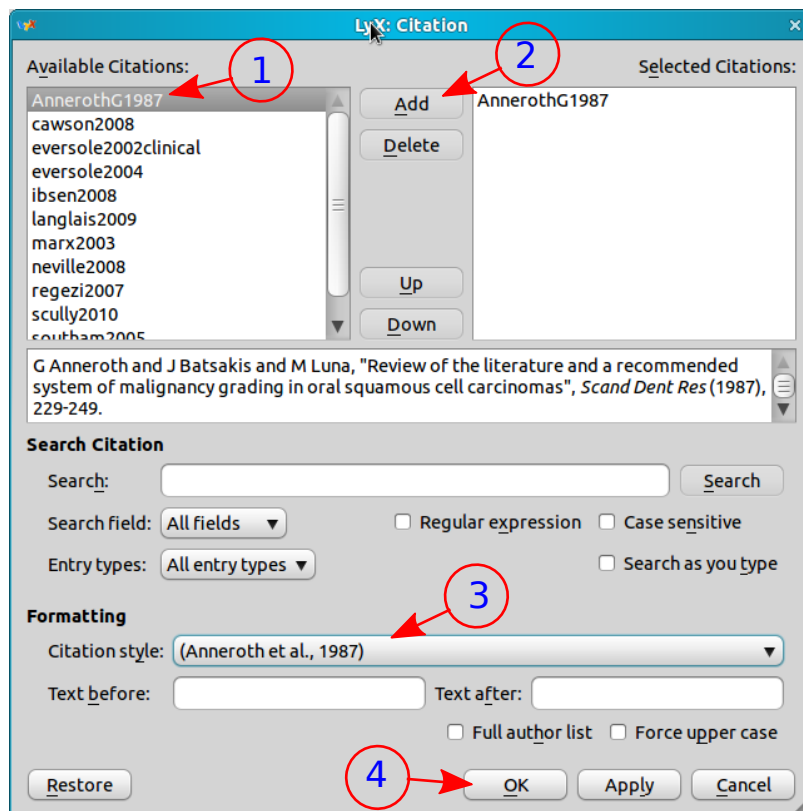 LyX: Citation
1
2
Available Citations:
Selected Citations:
AnnerothG1987
cawson2008
eversole2002clinical
eversole2004
ibsen2008
langlais2009
marx2003
neville2008
regezi2007
scully2010
southam2005
Add
Delete
Up
Down
AnnerothG1987
G Anneroth and J Batsakis and M Luna, "Review of the literature and a recommended
system of malignancy grading in oral squamous cell carcinomas", Scand Dent Res (1987),
229-249.
Search Citation
Search:
Search
Search field: All fields
Regular expression
Case sensitive
Entry types: All entry types
Search as you type
3
Formatting
Citation style: (Anneroth et al., 1987)
Text before:
Text after:
Full author list
Force upper case
4
Restore
OK
Apply
Cancel